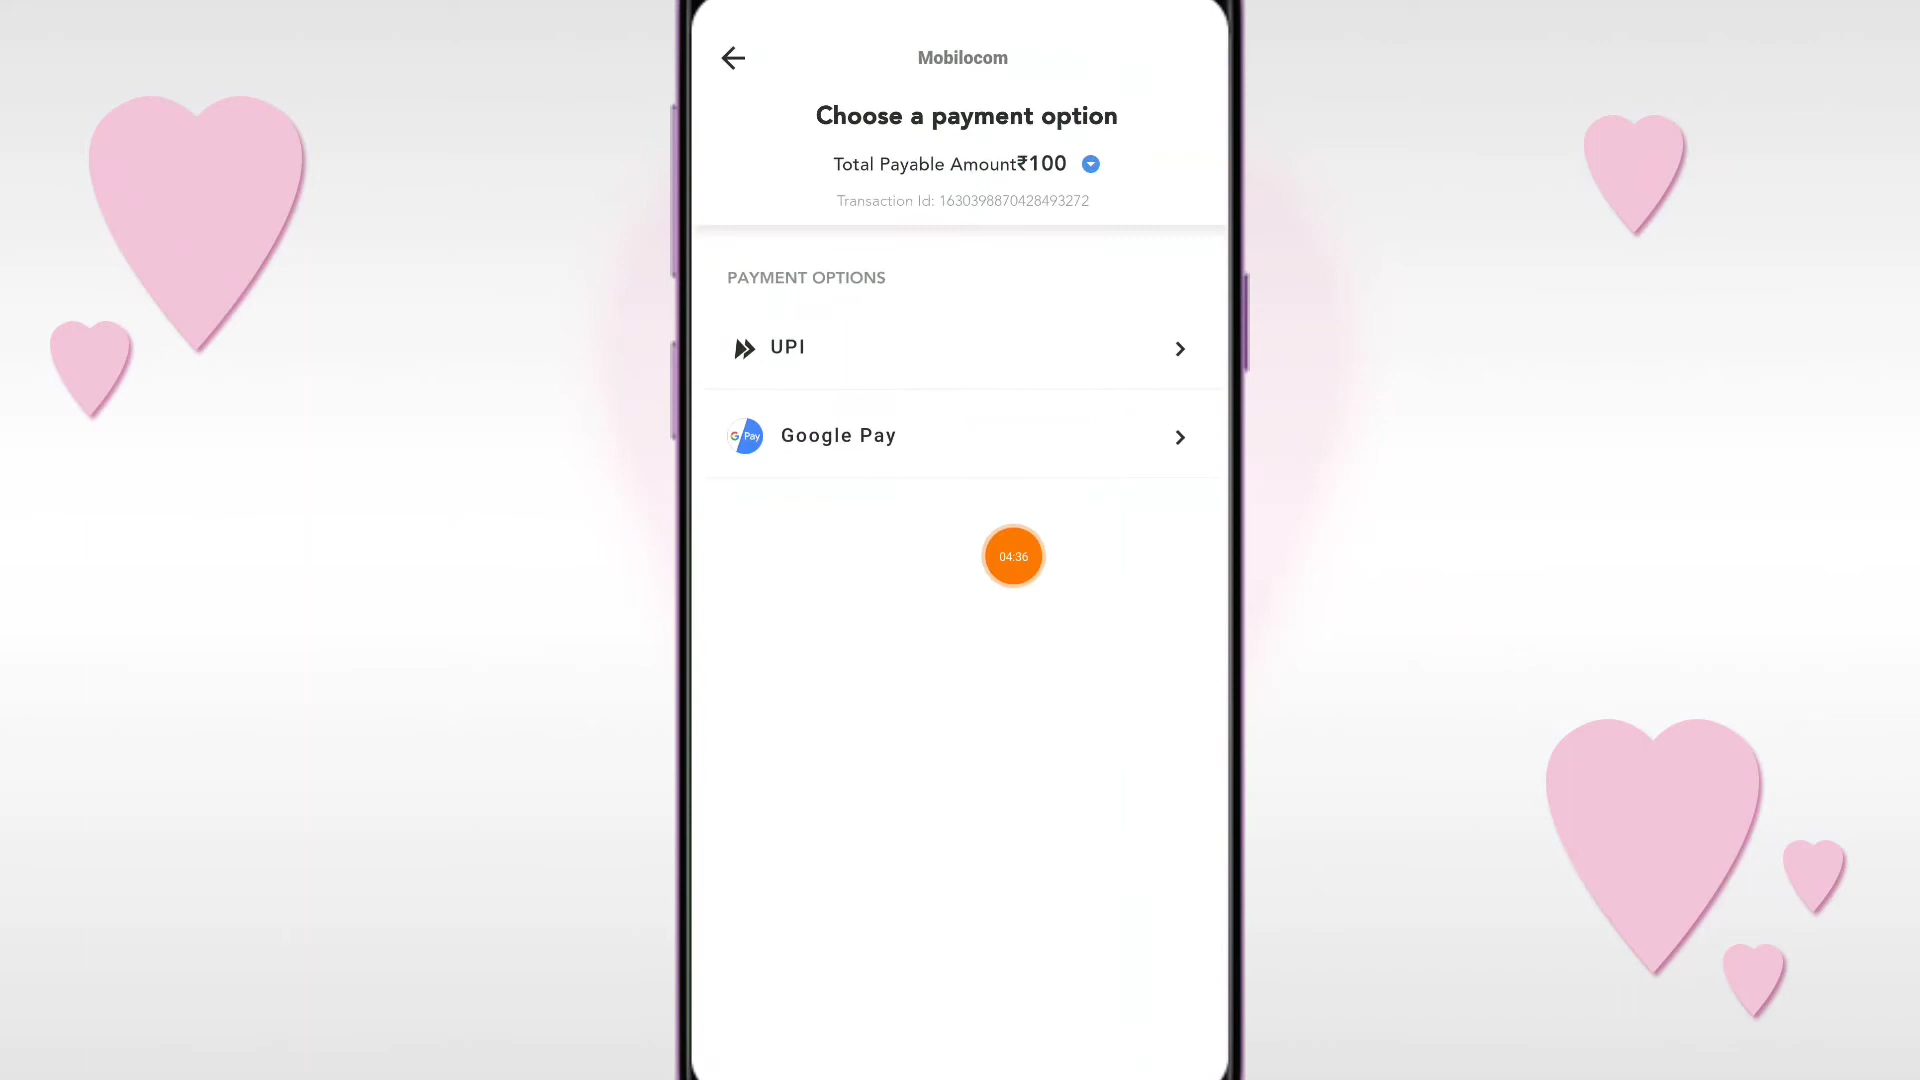 Mobilocom
Choose a payment option
Total Payable Amount₹100
Transaction Id: 1630398870428493272
PAYMENT OPTIONS
UPI
G Pay Google Pay
04:36